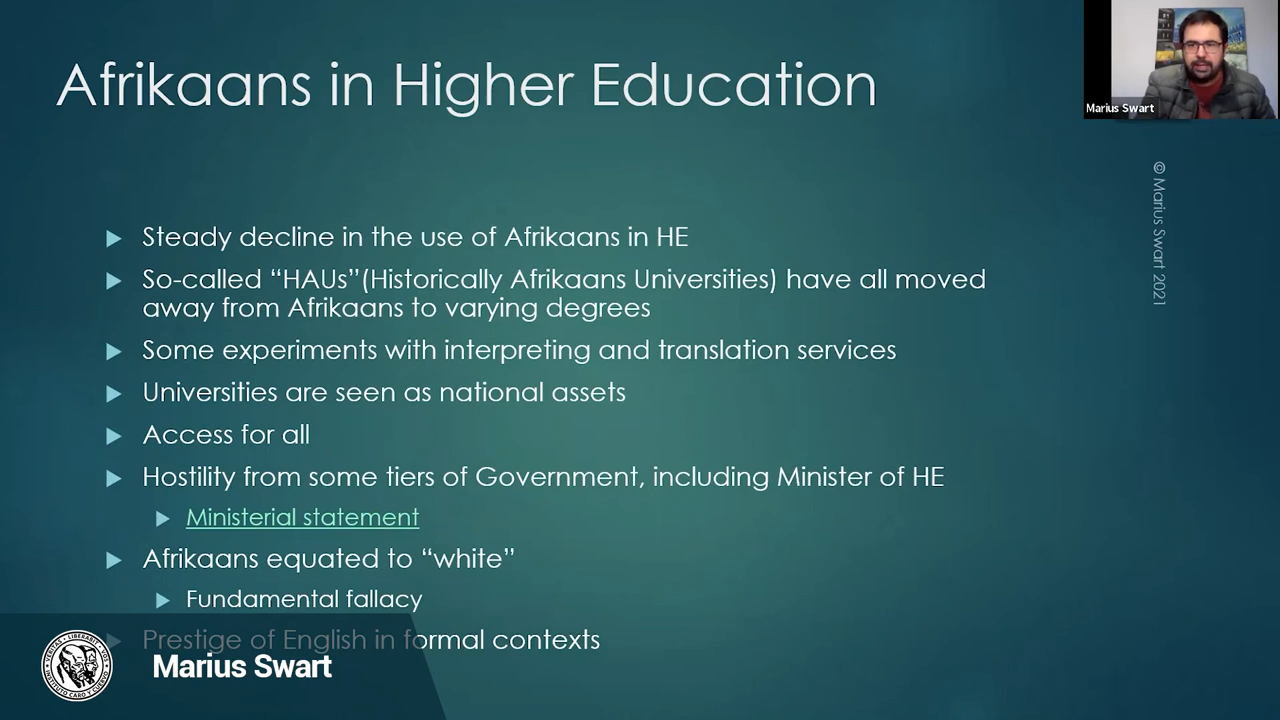 Afrikaans in Higher Education
Marius Swart
© Marius Swart 2021
Steady decline in the use of Afrikaans in HE
So-called “HAUs”(Historically Afrikaans Universities) have all moved
away from Afrikaans to varying degrees
Some experiments with interpreting and translation services
Universities are seen as national assets
Access for all
Hostility from some tiers of Government, including Minister of HE
Ministerial statement
Afrikaans equated to “white”
Fundamental fallacy
Prestige of English in formal contexts
Marius Swart